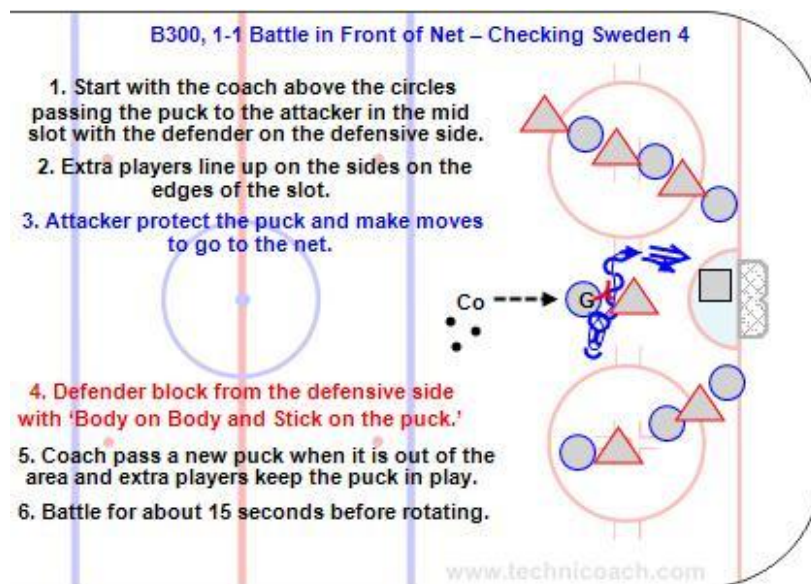 B300, 1-1 Battle in Front of Net – Checking Sweden 4
1. Start with the coach above the circles
passing the puck to the attacker in the mid
slot with the defender on the defensive side.
2. Extra players line up on the sides on the
edges of the slot.
3. Attacker protect the puck and make moves
to go to the net.
Co
G
4. Defender block from the defensive side
with ‘Body on Body and Stick on the puck.’
5. Coach pass a new puck when it is out of the
area and extra players keep the puck in play.
6. Battle for about 15 seconds before rotating.
www.technicoach.com